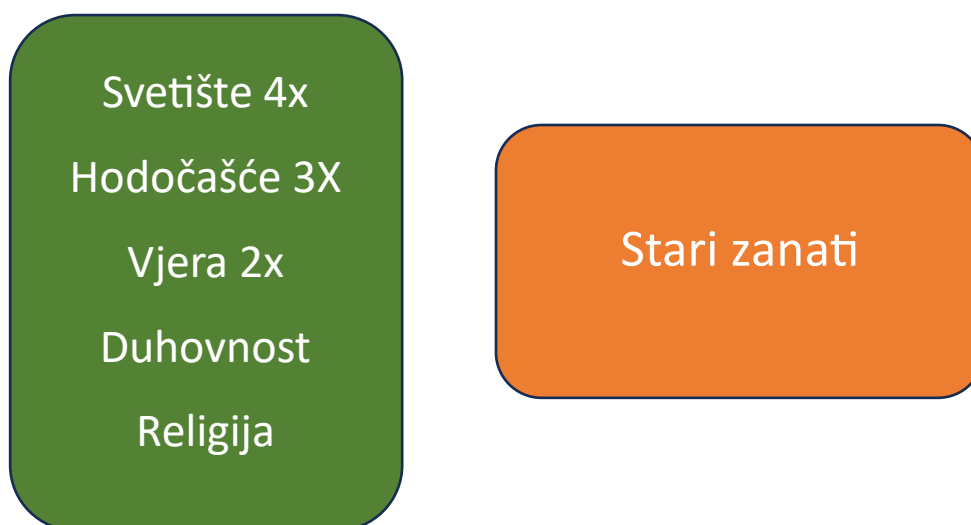 Svetište 4x
Hodočašće 3X
Vjera 2x
Duhovnost
Religija
Stari zanati